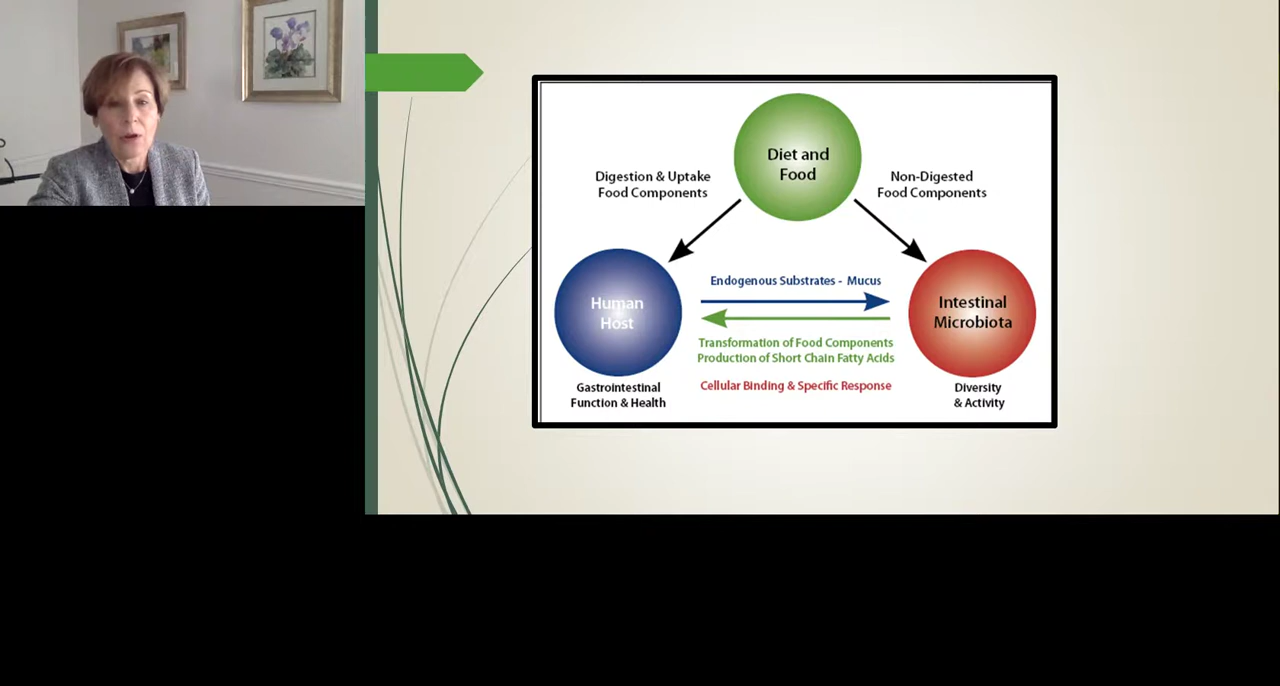 Diet and
Food
Digestion & Uptake
Food Components
Non-Digested
Food Components
Human
Host
Endogenous Substrates - Mucus
Intestinal
Microbiota
Transformation of Food Components
Production of Short Chain Fatty Acids
Cellular Binding & Specific Response
Gastrointestinal
Function & Health
Diversity
& Activity